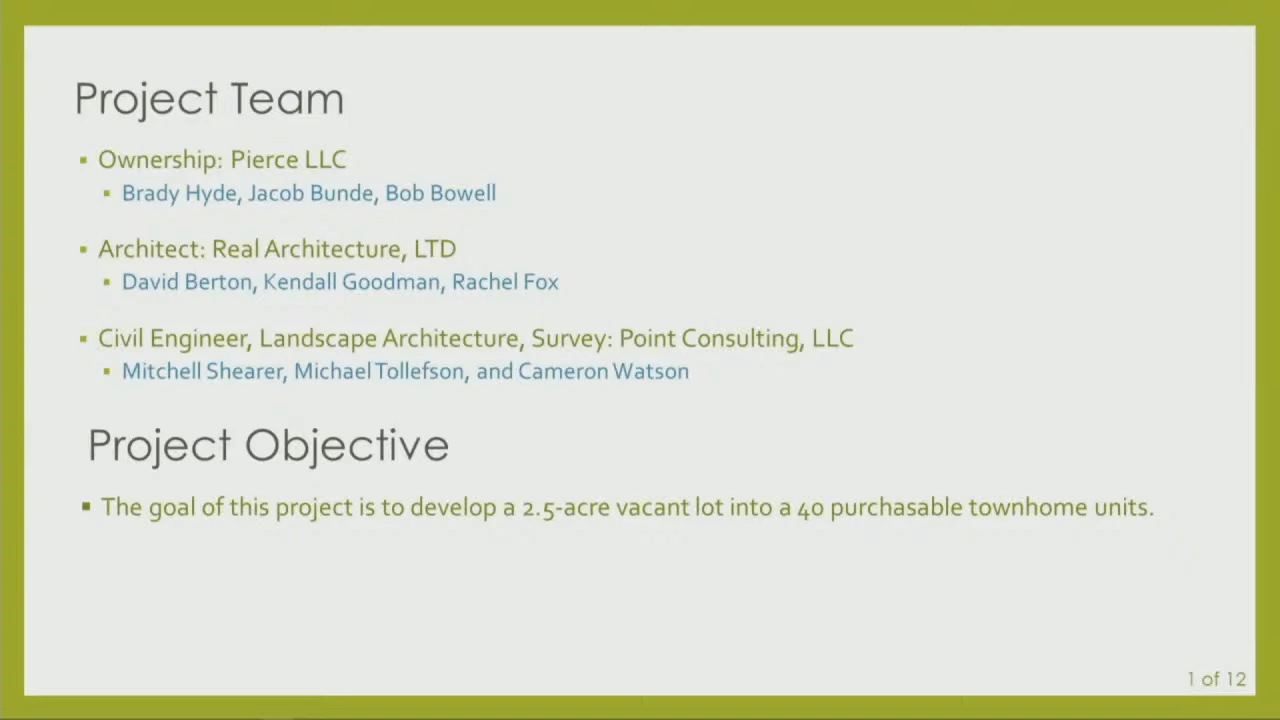 Project Team
▪ Ownership: Pierce LLC
▪ Brady Hyde, Jacob Bunde, Bob Bowell
▪ Architect: Real Architecture, LTD
▪ David Berton, Kendall Goodman, Rachel Fox
▪ Civil Engineer, Landscape Architecture, Survey: Point Consulting, LLC
▪ Mitchell Shearer, Michael Tollefson, and Cameron Watson
Project Objective
▪ The goal of this project is to develop a 2.5-acre vacant lot into a 40 purchasable townhome units.
1 of 12